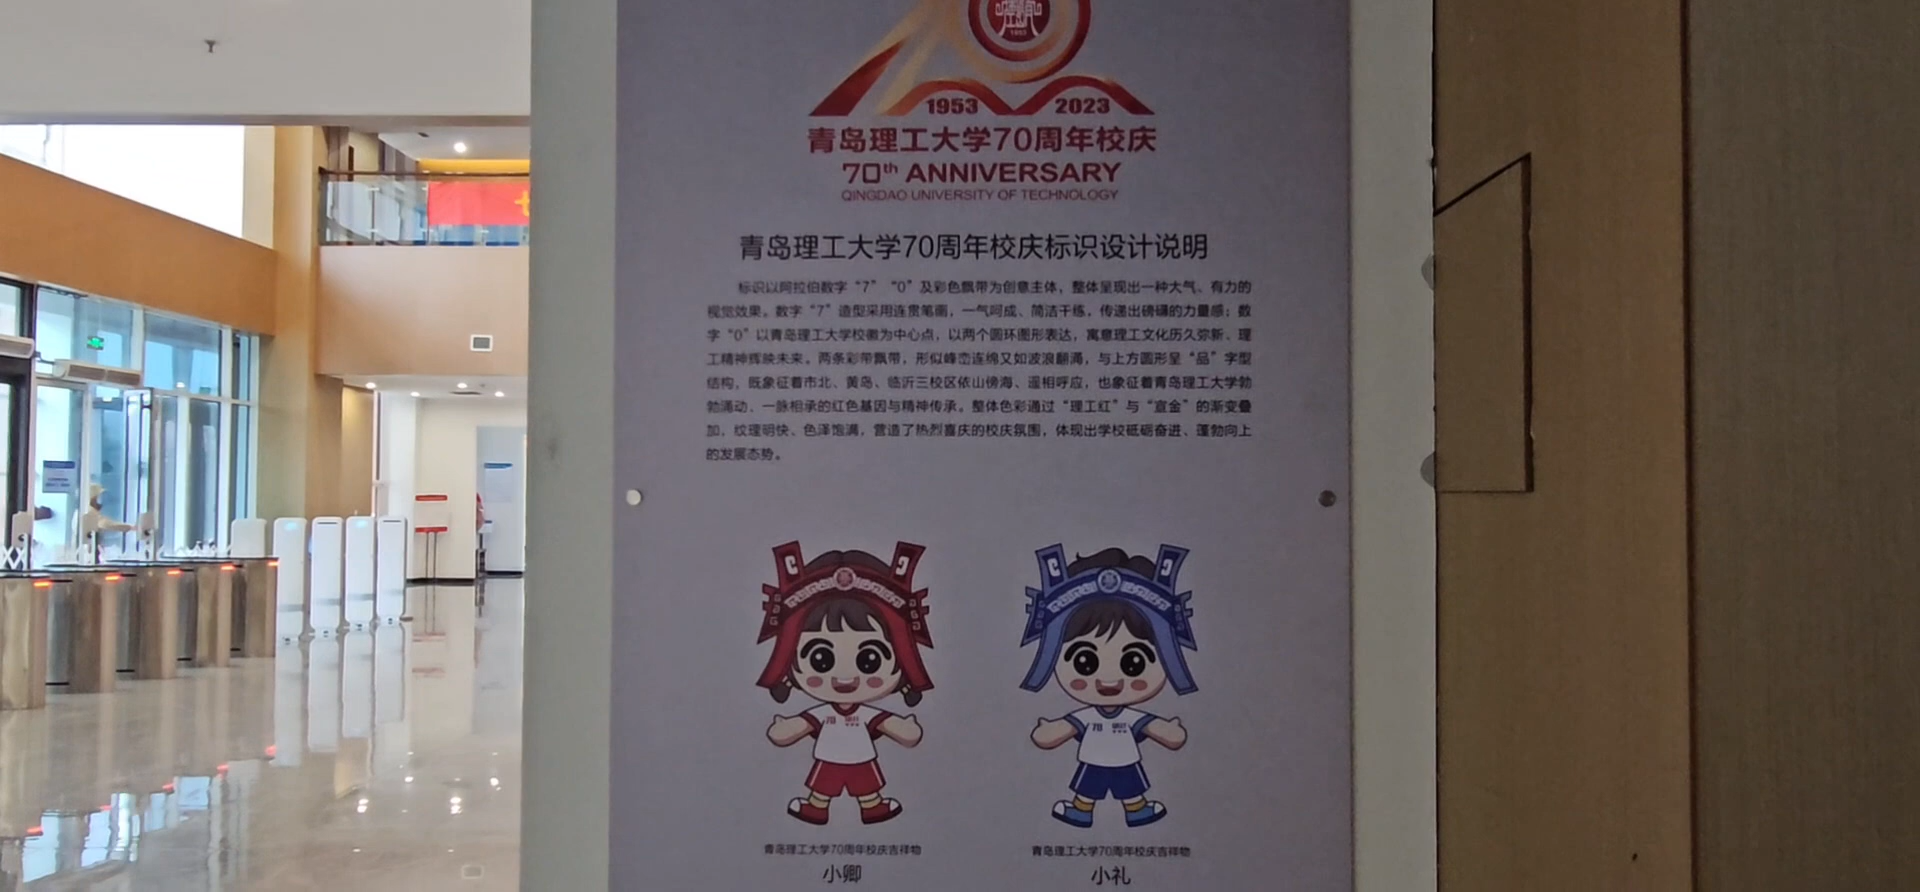 1953
1953 2023
青岛理工大学70周年校庆
70th ANNIVERSARY
QINGDAO UNIVERSITY OF TECHNOLOGY
青岛理工大学70周年校庆标识设计说明
标识以阿拉伯数字“7”“0”及彩色飘带为创意主体，整体呈现出一种大气、有力的
视觉效果。数字“7”造型采用连贯笔画，一气呵成、简洁干练，传递出磅礴的力量感；数
字“0”以青岛理工大学校徽为中心点，以两个圆环图形表达，寓意理工文化历久弥新、理
工精神辉映未来。两条彩带飘带，形似峰峦连绵又如波浪翻涌，与上方圆形呈“品”字型
结构，既象征着市北、黄岛、临沂三校区依山傍海、遥相呼应，也象征着青岛理工大学勃
勃涌动、一脉相承的红色基因与精神传承。整体色彩通过“理工红”与“宣金”的渐变叠
加，纹理明快、色泽饱满，营造了热烈喜庆的校庆氛围，体现出学校砥砺奋进、蓬勃向上
的发展态势。
70
70
青岛理工大学70周年校庆吉祥物
小卿
青岛理工大学70周年校庆吉祥物
小礼